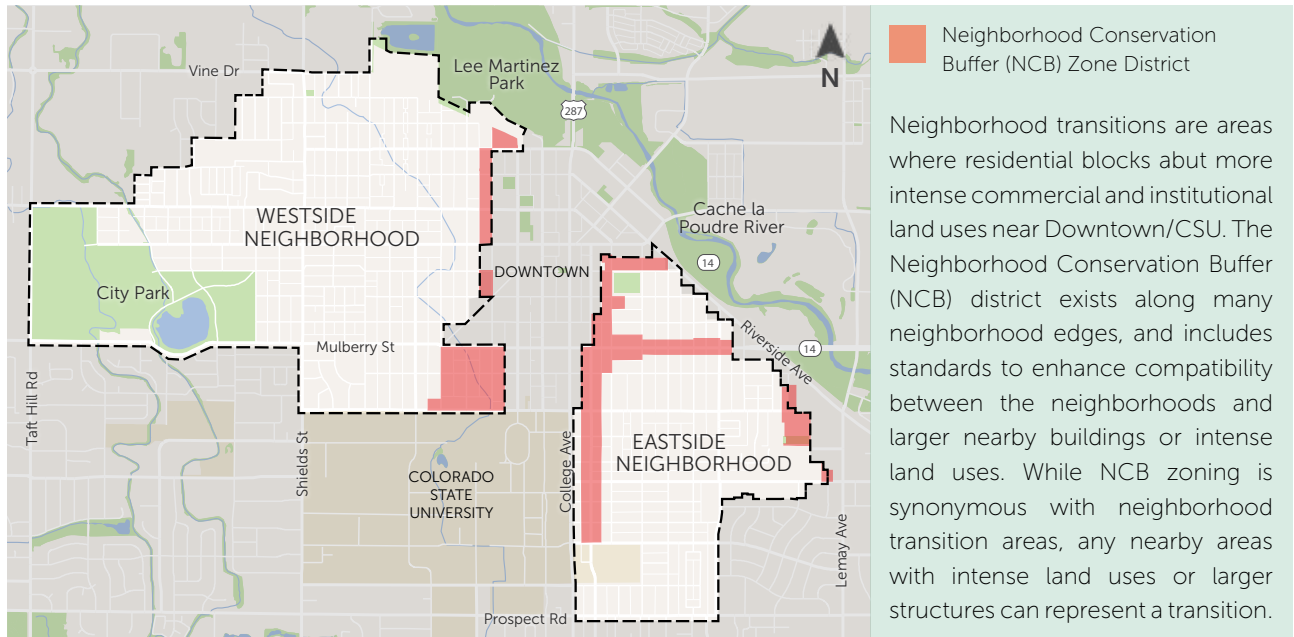 Vine Dr
Lee Martinez
Park
287
N
WESTSIDE
NEIGHBORHOOD
Cache la
Poudre River
14
DOWNTOWN
City Park
Mulberry St
Riverside Ave
14
Taft Hill Rd
Shields St
College Ave
EASTSIDE
NEIGHBORHOOD
COLORADO
STATE
UNIVERSITY
Lemay Ave
Prospect Rd
Neighborhood Conservation
Buffer (NCB) Zone District
Neighborhood transitions are areas
where residential blocks abut more
intense commercial and institutional
land uses near Downtown/CSU. The
Neighborhood Conservation Buffer
(NCB) district exists along many
neighborhood edges, and includes
standards to enhance compatibility
between the neighborhoods and
larger nearby buildings or intense
land uses. While NCB zoning is
synonymous with neighborhood
transition areas, any nearby areas
with intense land uses or larger
structures can represent a transition.